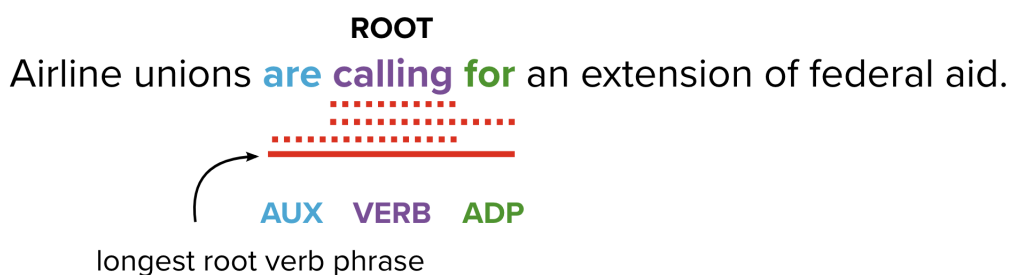 ROOT
Airline unions are calling for an extension of federal aid.
AUX VERB ADP
longest root verb phrase